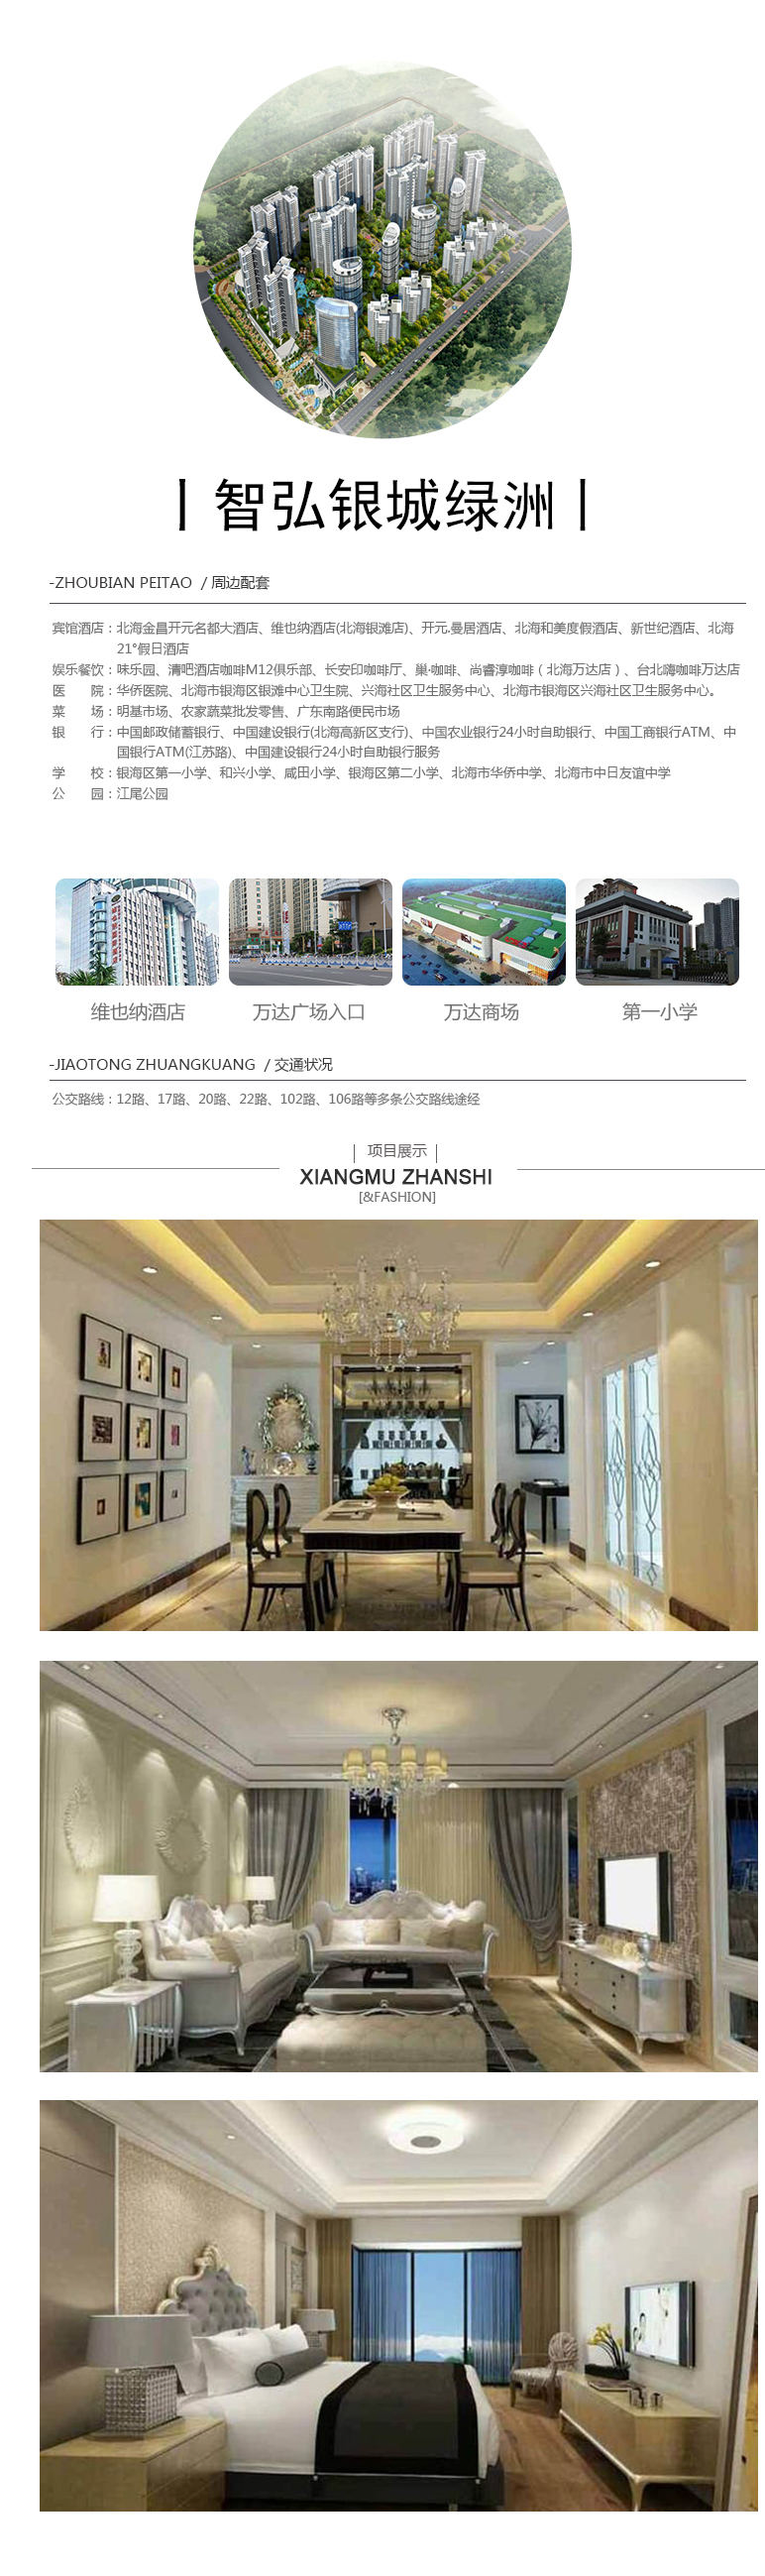 丨智弘银城绿洲丨
-ZHOUBIAN PEITAO / 周边配套
宾馆酒店：北海金昌开元名都大酒店、维也纳酒店(北海银滩店)、开元.曼居酒店、北海和美度假酒店、新世纪酒店、北海
21°假日酒店
娱乐餐饮：味乐园、清吧酒店咖啡M12俱乐部、长安印咖啡厅、巢·咖啡、尚睿淳咖啡（北海万达店）、台北嗨咖啡万达店
医　　院：华侨医院、北海市银海区银滩中心卫生院、兴海社区卫生服务中心、北海市银海区兴海社区卫生服务中心。
菜　　场：明基市场、农家蔬菜批发零售、广东南路便民市场
银　　行：中国邮政储蓄银行、中国建设银行(北海高新区支行)、中国农业银行24小时自助银行、中国工商银行ATM、中
国银行ATM(江苏路)、中国建设银行24小时自助银行服务
学　　校：银海区第一小学、和兴小学、咸田小学、银海区第二小学、北海市华侨中学、北海市中日友谊中学
公　　园：江尾公园
维也纳酒店
万达广场入口
万达商场
第一小学
-JIAOTONG ZHUANGKUANG / 交通状况
公交路线：12路、17路、20路、22路、102路、106路等多条公交路线途经
｜项目展示｜
XIANGMU ZHANSHI
[&FASHION]